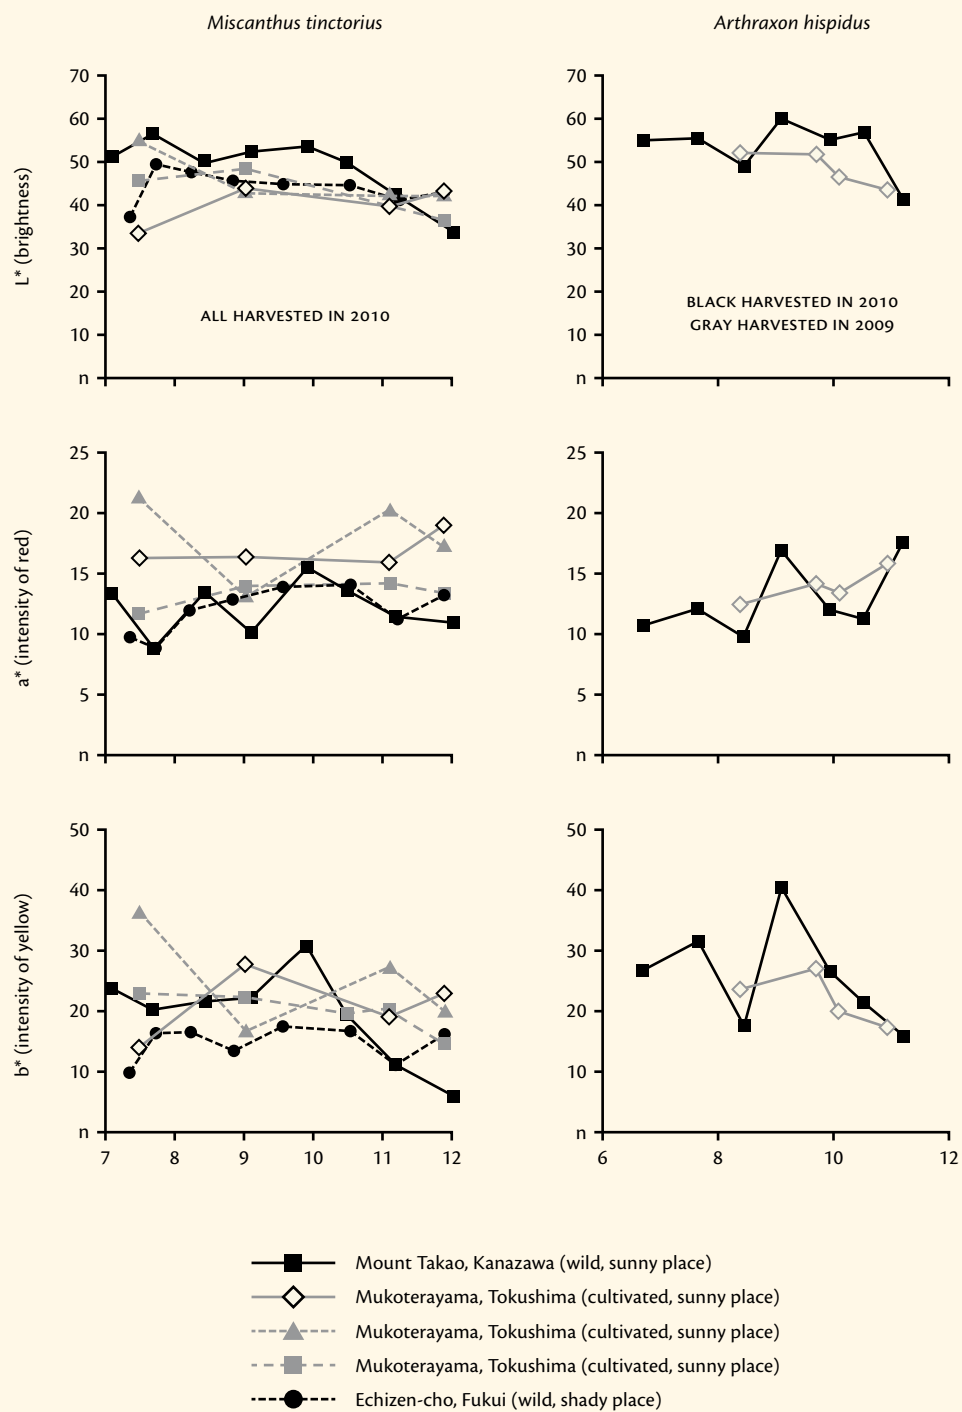 Miscanthus tinctorius
Arthraxon hispidus
L* (brightness)
70
60
50
40
30
20
10
n
ALL HARVESTED IN 2010
70
60
50
40
30
20
10
n
BLACK HARVESTED IN 2010
GRAY HARVESTED IN 2009
a* (intensity of red)
25
20
15
10
5
n
25
20
15
10
5
n
b* (intensity of yellow)
50
40
30
20
10
n
7 8 9 10 11 12
50
40
30
20
10
n
6 8 10 12
Mount Takao, Kanazawa (wild, sunny place)
Mukoterayama, Tokushima (cultivated, sunny place)
Mukoterayama, Tokushima (cultivated, sunny place)
Mukoterayama, Tokushima (cultivated, sunny place)
Echizen-cho, Fukui (wild, shady place)